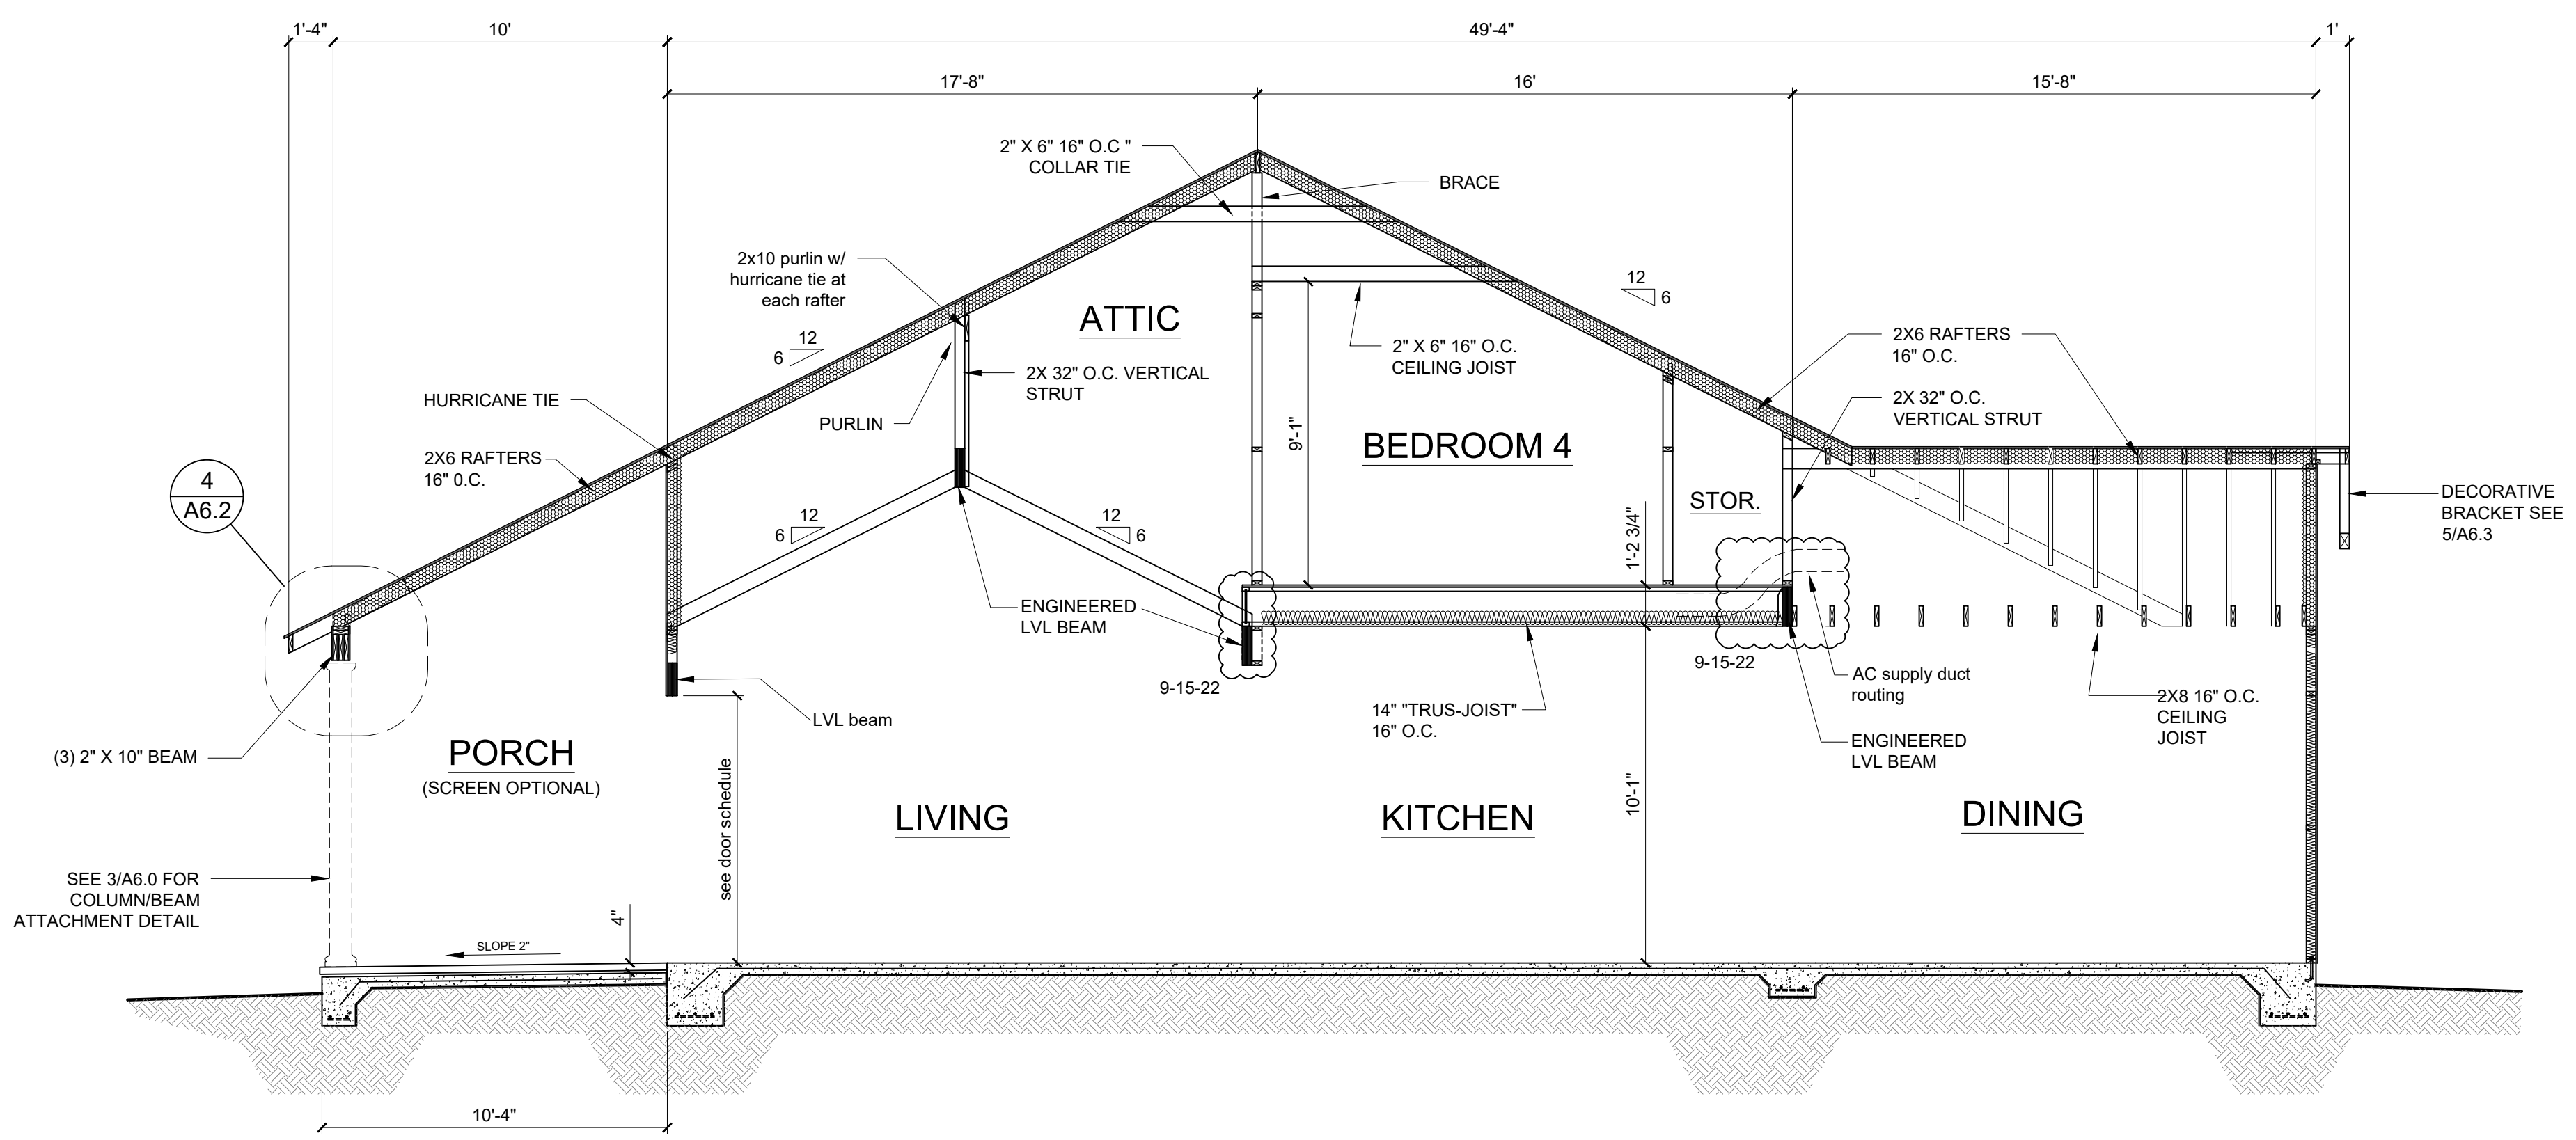 1'-4"
10'
49'-4"
1'
17'-8"
16'
15'-8"
2" X 6" 16" O.C "
COLLAR TIE
BRACE
2x10 purlin w/
hurricane tie at
each rafter
12
6
ATTIC
12
6
2" X 6" 16" O.C.
CEILING JOIST
2X6 RAFTERS
16" O.C.
2X 32" O.C. VERTICAL
STRUT
2X 32" O.C.
VERTICAL STRUT
HURRICANE TIE
PURLIN
9'-1"
BEDROOM 4
2X6 RAFTERS
16" 0.C.
4
A6.2
STOR.
DECORATIVE
BRACKET SEE
5/A6.3
12
6
12
6
1'-2 3/4"
ENGINEERED
LVL BEAM
9-15-22
9-15-22
AC supply duct
routing
2X8 16" O.C.
CEILING
JOIST
LVL beam
14" "TRUS-JOIST"
16" O.C.
ENGINEERED
LVL BEAM
(3) 2" X 10" BEAM
PORCH
(SCREEN OPTIONAL)
see door schedule
10'-1"
LIVING
KITCHEN
DINING
SEE 3/A6.0 FOR
COLUMN/BEAM
ATTACHMENT DETAIL
4"
SLOPE 2"
10'-4"